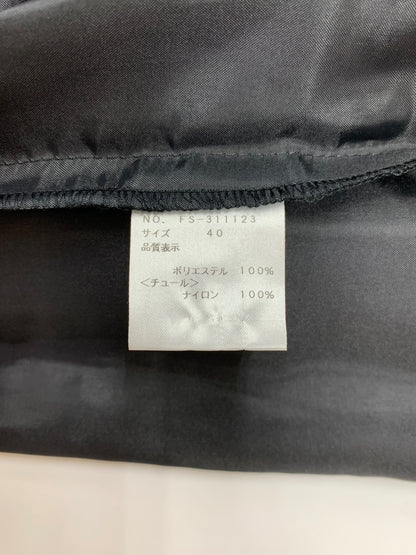 NO. FS-311123
サイズ 40
品質表示
ポリエステル 100%
<チュール>
ナイロン 100%